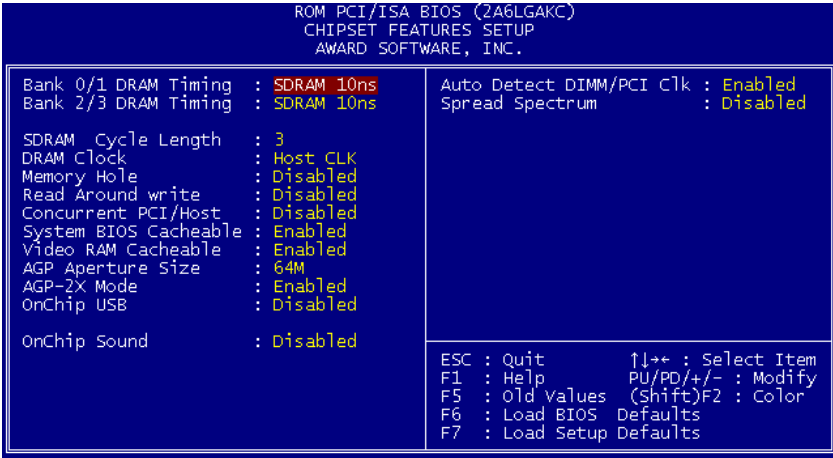 ROM PCI/ISA BIOS (2A6LGAKC)
CHIPSET FEATURES SETUP
AWARD SOFTWARE, INC.
Bank 0/1 DRAM Timing : SDRAM 10ns
Bank 2/3 DRAM Timing : SDRAM 10ns
SDRAM Cycle Length : 3
DRAM Clock : Host CLK
Memory Hole : Disabled
Read Around write : Disabled
Concurrent PCI/Host : Disabled
System BIOS Cacheable : Enabled
Video RAM Cacheable : Enabled
AGP Aperture Size : 64M
AGP-2X Mode : Enabled
OnChip USB : Disabled
OnChip Sound : Disabled
Auto Detect DIMM/PCI Clk : Enabled
Spread Spectrum : Disabled
ESC : Quit ↑↓→← : Select Item
F1 : Help PU/PD/+/- : Modify
F5 : Old Values (Shift)F2 : Color
F6 : Load BIOS Defaults
F7 : Load Setup Defaults